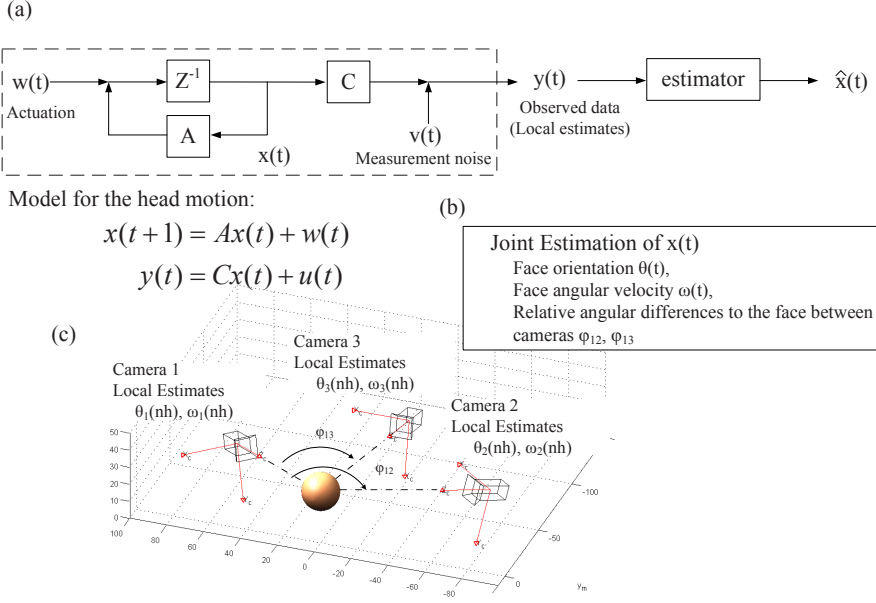 (a)
w(t)
Actuation
Z⁻¹
A
x(t)
C
v(t)
Measurement noise
y(t)
Observed data
(Local estimates)
estimator
x̂(t)
Model for the head motion:
x(t+1) = Ax(t) + w(t)
y(t) = Cx(t) + u(t)
(b)
Joint Estimation of x(t)
Face orientation θ(t),
Face angular velocity ω(t),
Relative angular differences to the face between
cameras φ₁₂, φ₁₃
(c)
Camera 1
Local Estimates
θ₁(nh), ω₁(nh)
Camera 3
Local Estimates
θ₃(nh), ω₃(nh)
Camera 2
Local Estimates
θ₂(nh), ω₂(nh)
φ₁₃
φ₁₂
50
40
30
20
10
0
100
80
60
40
20
0
-20
-40
-60
-80
-100
-50
0
yₘ